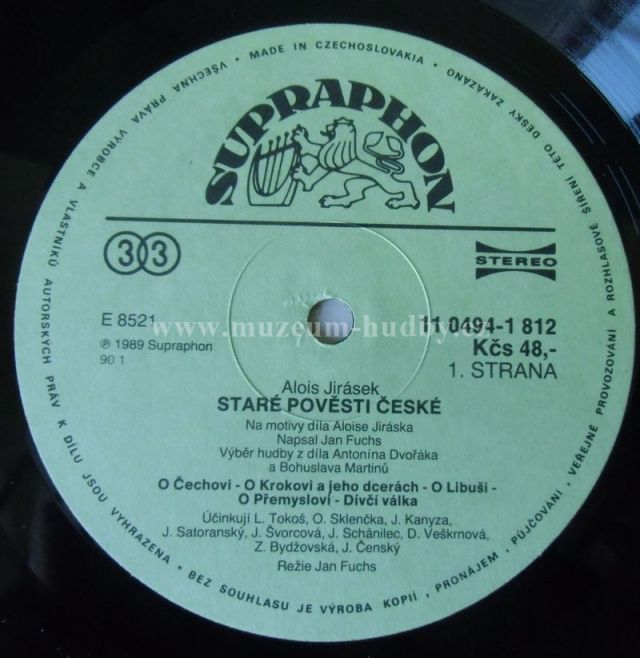 VŠECHNA PRÁVA VÝROBCE A VLASTNÍKŮ AUTORSKÝCH PRÁV K DÍLU JSOU VYHRAZENA • BEZ SOUHLASU JE VÝROBA KOPIÍ, PRONÁJEM, PŮJČOVÁNÍ, VEŘEJNÉ PROVOZOVÁNÍ A ROZHLASOVÉ ŠÍŘENÍ TÉTO DESKY ZAKÁZÁNO • MADE IN CZECHOSLOVAKIA •
SUPRAPHON
33
STEREO
E 8521
11 0494-1 812
www.muzeum-hudby.cz
℗ 1989 Supraphon
Kčs 48,-
90 1
1. STRANA
Alois Jirásek
STARÉ POVĚSTI ČESKÉ
Na motivy díla Aloise Jiráska
Napsal Jan Fuchs
Výběr hudby z díla Antonína Dvořáka
a Bohuslava Martinů
O Čechovi - O Krokovi a jeho dcerách - O Libuši -
O Přemyslovi - Dívčí válka
Účinkují L. Tokoš, O. Sklenčka, J. Kanyza,
J. Satoranský, J. Švorcová, J. Schánilec, D. Veškrnová,
Z. Bydžovská, J. Čenský
Režie Jan Fuchs